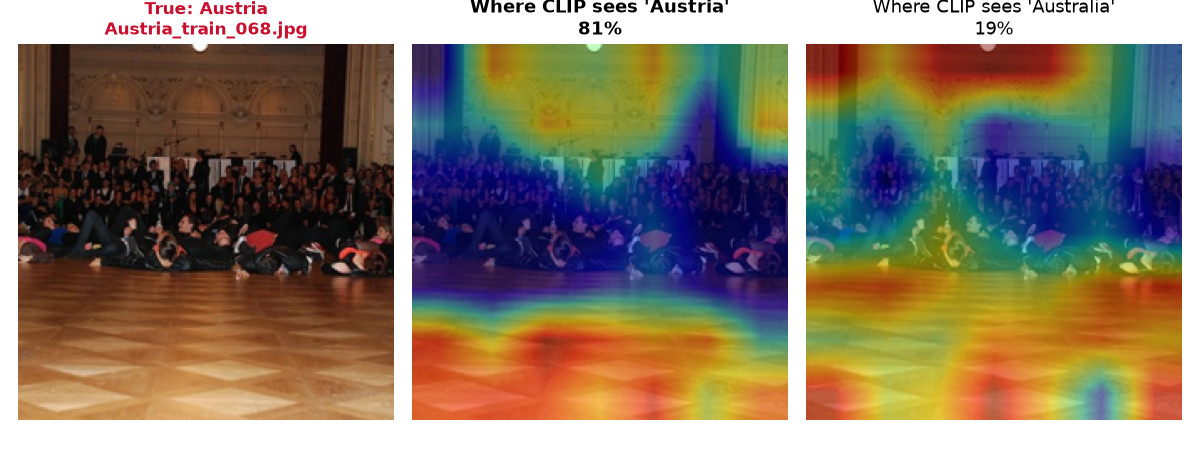 True: Austria
Austria_train_068.jpg
Where CLIP sees 'Austria'
81%
Where CLIP sees 'Australia'
19%